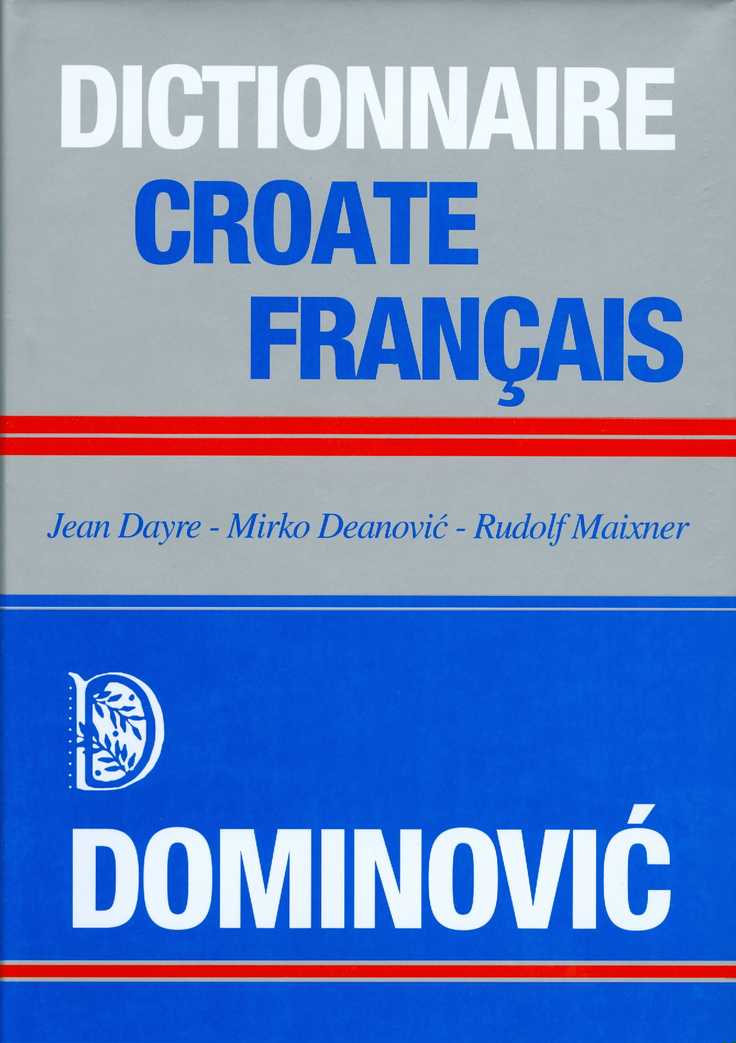 DICTIONNAIRE
CROATE
FRANÇAIS
Jean Dayre - Mirko Deanović - Rudolf Maixner
D
DOMINOVIĆ